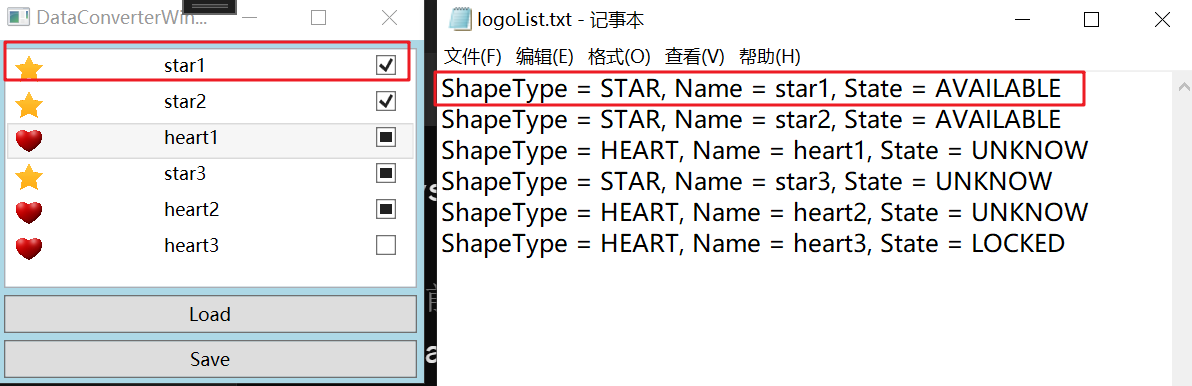 DataConverterWin...
star1
star2
heart1
star3
heart2
heart3
Load
Save
logoList.txt - 记事本
文件(F) 编辑(E) 格式(O) 查看(V) 帮助(H)
ShapeType = STAR, Name = star1, State = AVAILABLE
ShapeType = STAR, Name = star2, State = AVAILABLE
ShapeType = HEART, Name = heart1, State = UNKNOW
ShapeType = STAR, Name = star3, State = UNKNOW
ShapeType = HEART, Name = heart2, State = UNKNOW
ShapeType = HEART, Name = heart3, State = LOCKED